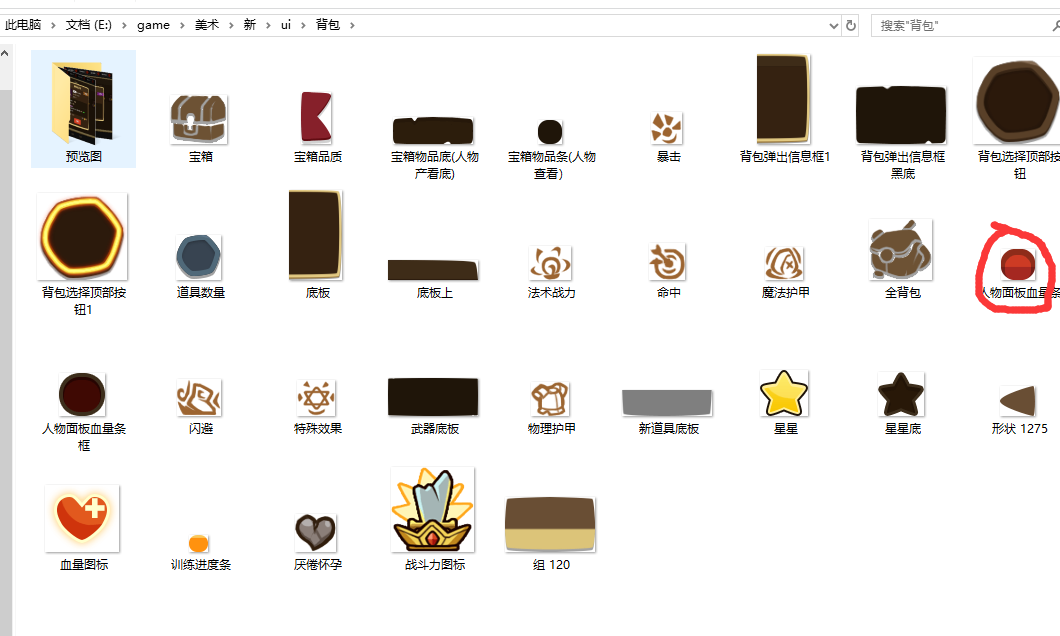 此电脑 > 文档 (E:) > game > 美术 > 新 > ui > 背包 >
搜索"背包"
预览图
宝箱
宝箱品质
宝箱物品底(人物
产看底)
宝箱物品条(人物
查看)
暴击
背包弹出信息框1
背包弹出信息框
黑底
背包选择顶部按
钮
背包选择顶部按
钮1
道具数量
底板
底板上
法术战力
命中
魔法护甲
全背包
人物面板血量条
人物面板血量条
框
闪避
特殊效果
武器底板
物理护甲
新道具底板
星星
星星底
形状 1275
血量图标
训练进度条
厌倦怀孕
战斗力图标
组 120